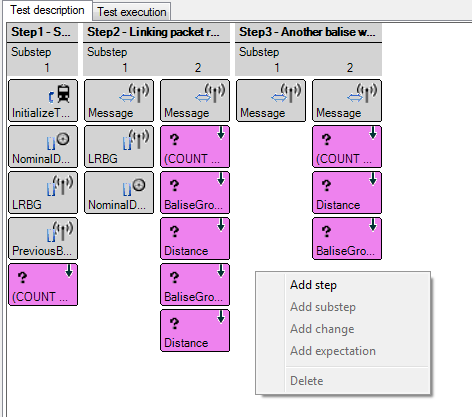 Test description Test execution
Step1 - S... Step2 - Linking packet r... Step3 - Another balise w...
Substep Substep Substep
1 1 2 1 2
InitializeT... Message Message Message Message
NominalD... LRBG (COUNT ... (COUNT ...
LRBG NominalD... BaliseGro... Distance
PreviousB... Distance BaliseGro...
(COUNT ... BaliseGro...
Distance
Add step
Add substep
Add change
Add expectation
Delete